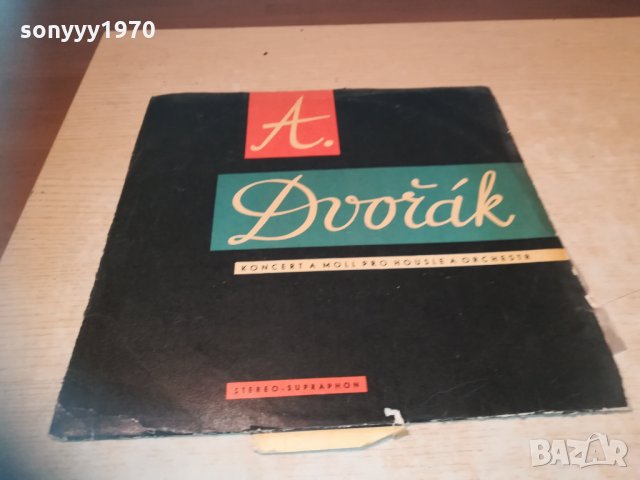 sonyyy1970
A.
Dvořák
KONCERT A MOLL PRO HOUSLE A ORCHESTR
STEREO-SUPRAPHON
BAZAR